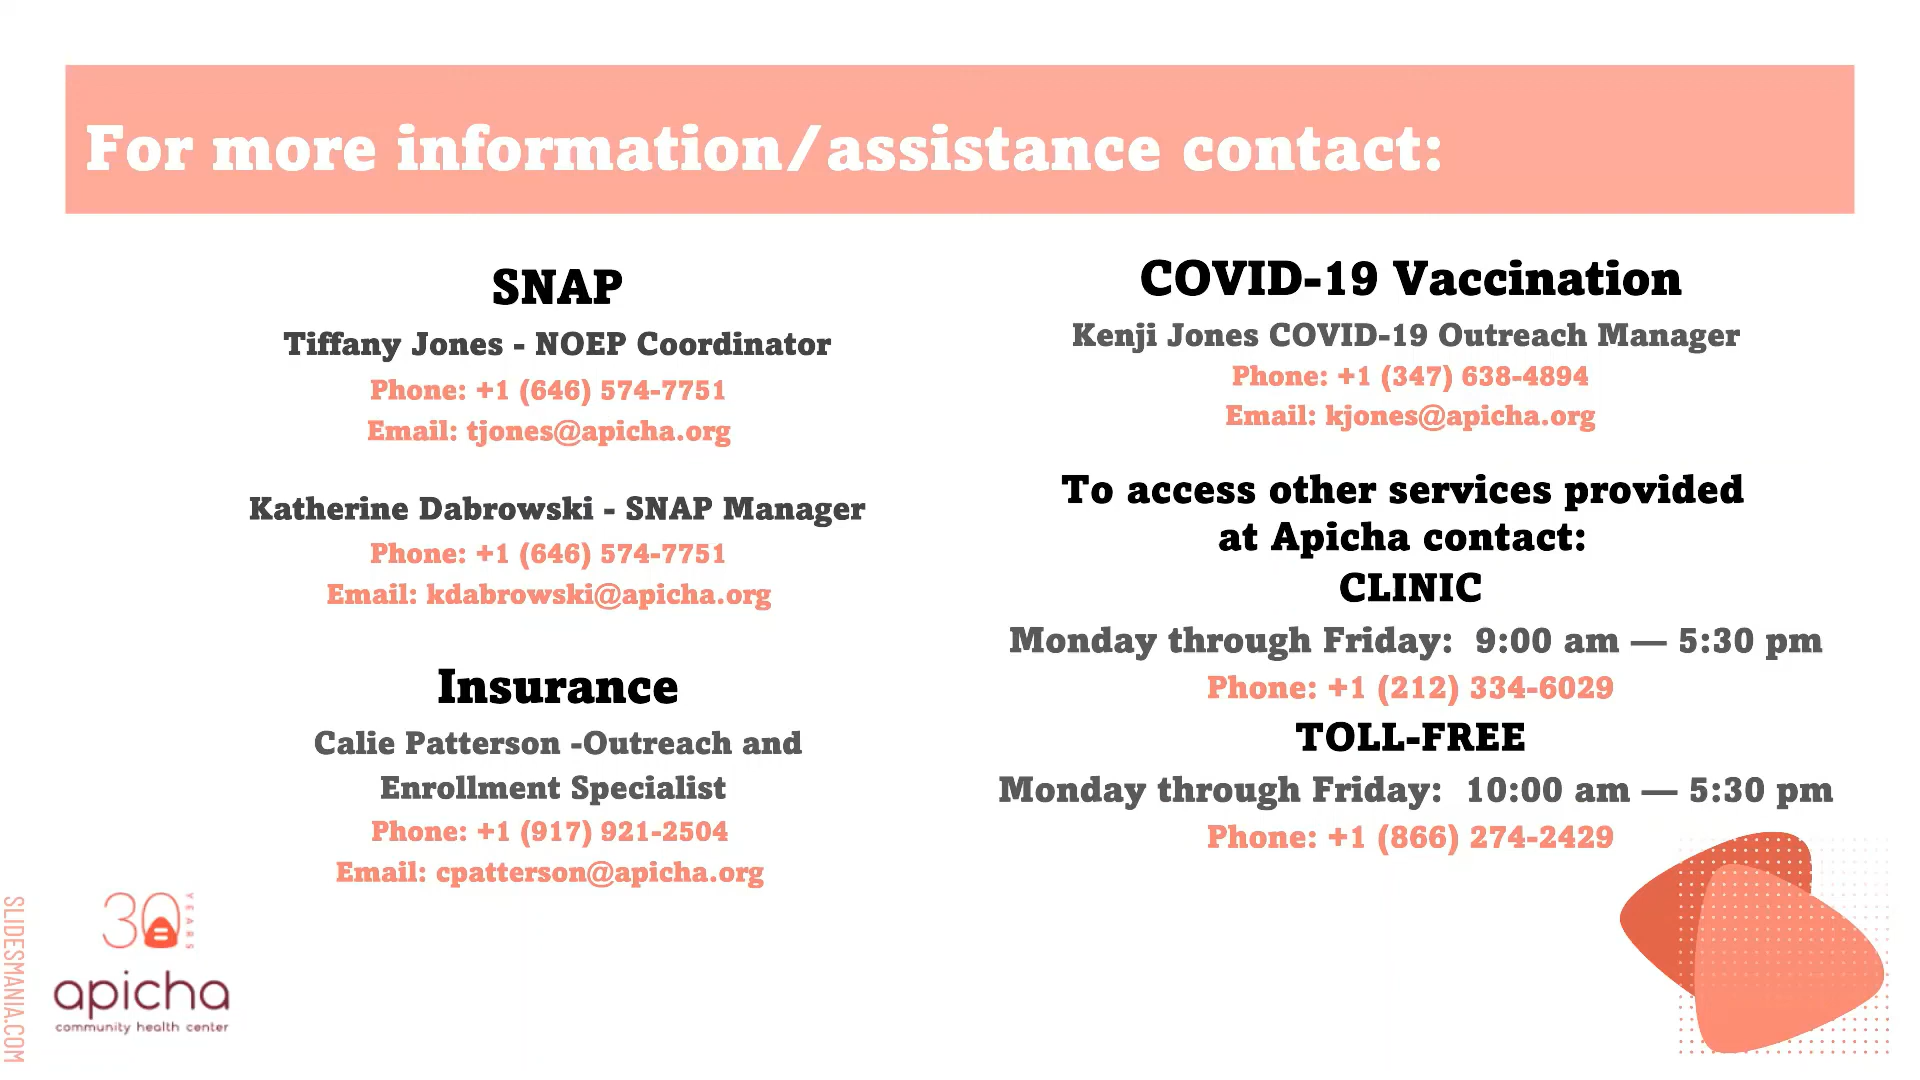 For more information/assistance contact:
SNAP
Tiffany Jones - NOEP Coordinator
Phone: +1 (646) 574-7751
Email: tjones@apicha.org
Katherine Dabrowski - SNAP Manager
Phone: +1 (646) 574-7751
Email: kdabrowski@apicha.org
Insurance
Calie Patterson -Outreach and
Enrollment Specialist
Phone: +1 (917) 921-2504
Email: cpatterson@apicha.org
COVID-19 Vaccination
Kenji Jones COVID-19 Outreach Manager
Phone: +1 (347) 638-4894
Email: kjones@apicha.org
To access other services provided
at Apicha contact:
CLINIC
Monday through Friday:  9:00 am — 5:30 pm
Phone: +1 (212) 334-6029
TOLL-FREE
Monday through Friday:  10:00 am — 5:30 pm
Phone: +1 (866) 274-2429
30 YEARS
apicha
community health center
SLIDESMANIA.COM